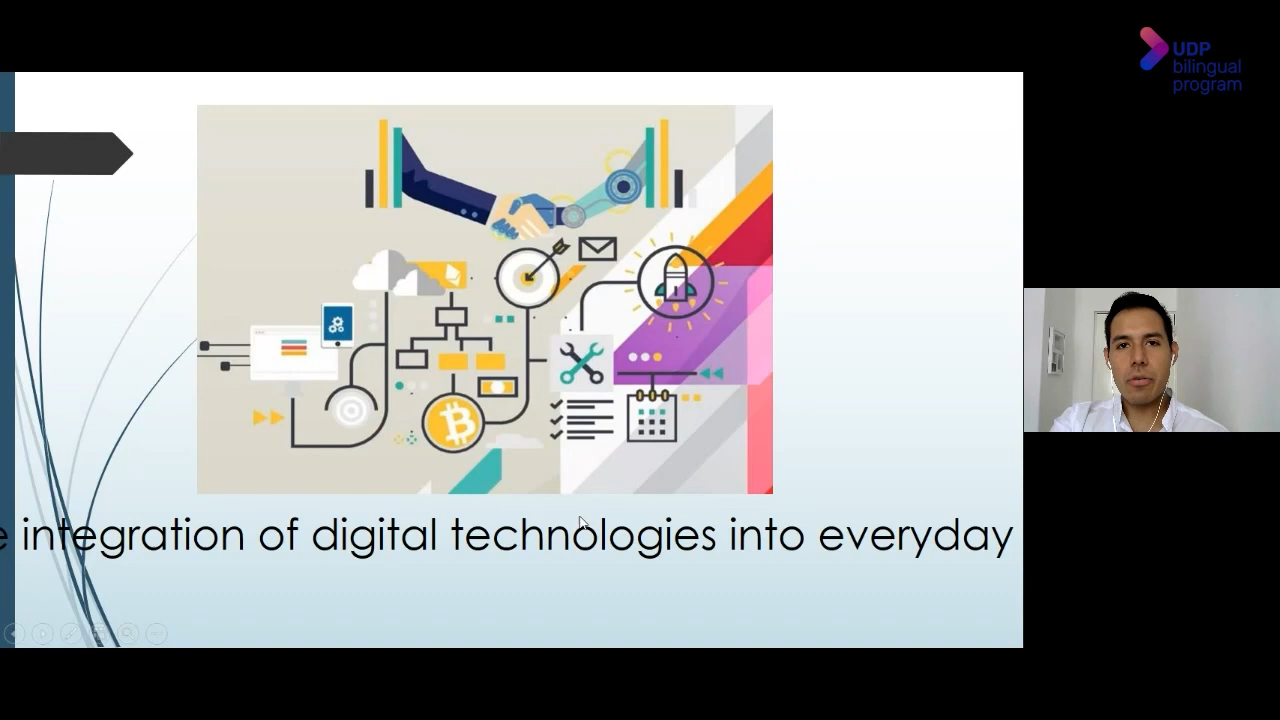 UDP
bilingual
program
e integration of digital technologies into everyday